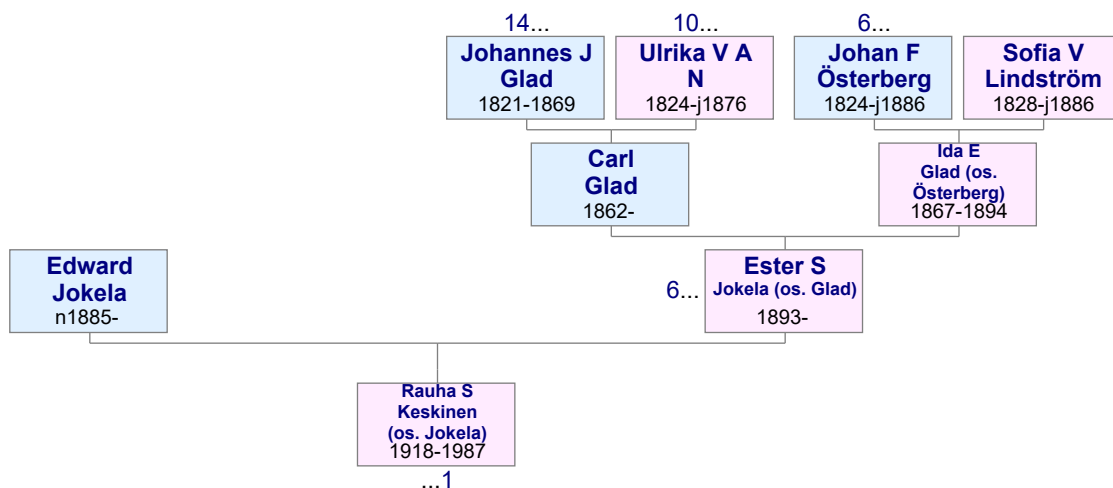 14...
10...
6...
Johannes J
Glad
1821-1869
Ulrika V A
N
1824-j1876
Johan F
Österberg
1824-j1886
Sofia V
Lindström
1828-j1886
Carl
Glad
1862-
Ida E
Glad (os.
Österberg)
1867-1894
Edward
Jokela
n1885-
6...
Ester S
Jokela (os. Glad)
1893-
Rauha S
Keskinen
(os. Jokela)
1918-1987
...1